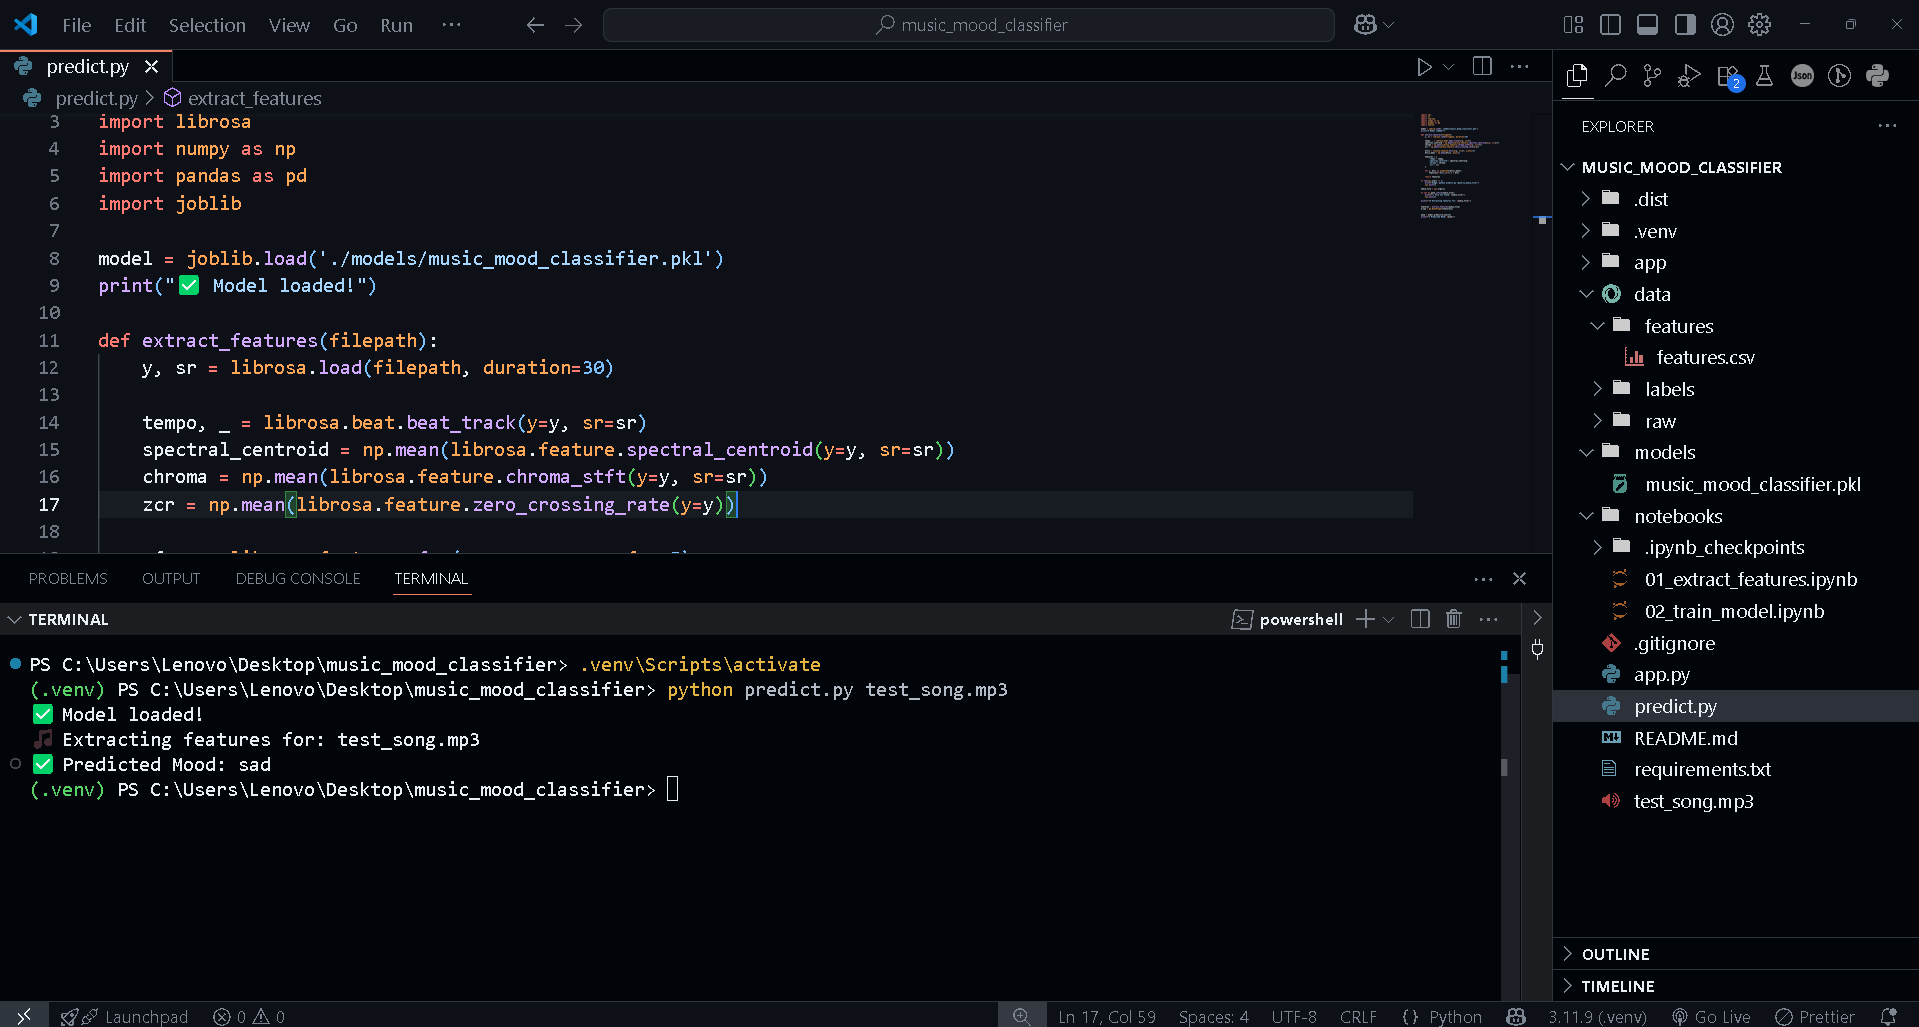 File Edit Selection View Go Run ··· music_mood_classifier
predict.py
predict.py > extract_features
3 import librosa
4 import numpy as np
5 import pandas as pd
6 import joblib
7
8 model = joblib.load('./models/music_mood_classifier.pkl')
9 print("✅ Model loaded!")
10
11 def extract_features(filepath):
12 y, sr = librosa.load(filepath, duration=30)
13
14 tempo, _ = librosa.beat.beat_track(y=y, sr=sr)
15 spectral_centroid = np.mean(librosa.feature.spectral_centroid(y=y, sr=sr))
16 chroma = np.mean(librosa.feature.chroma_stft(y=y, sr=sr))
17 zcr = np.mean(librosa.feature.zero_crossing_rate(y=y))
18
PROBLEMS OUTPUT DEBUG CONSOLE TERMINAL
TERMINAL
powershell
PS C:\Users\Lenovo\Desktop\music_mood_classifier> .venv\Scripts\activate
(.venv) PS C:\Users\Lenovo\Desktop\music_mood_classifier> python predict.py test_song.mp3
✅ Model loaded!
🎵 Extracting features for: test_song.mp3
✅ Predicted Mood: sad
(.venv) PS C:\Users\Lenovo\Desktop\music_mood_classifier>
2
Json
EXPLORER
MUSIC_MOOD_CLASSIFIER
.dist
.venv
app
data
features
features.csv
labels
raw
models
music_mood_classifier.pkl
notebooks
.ipynb_checkpoints
01_extract_features.ipynb
02_train_model.ipynb
.gitignore
app.py
predict.py
README.md
requirements.txt
test_song.mp3
OUTLINE
TIMELINE
Launchpad 0 0 Ln 17, Col 59 Spaces: 4 UTF-8 CRLF {} Python 3.11.9 (.venv) Go Live Prettier